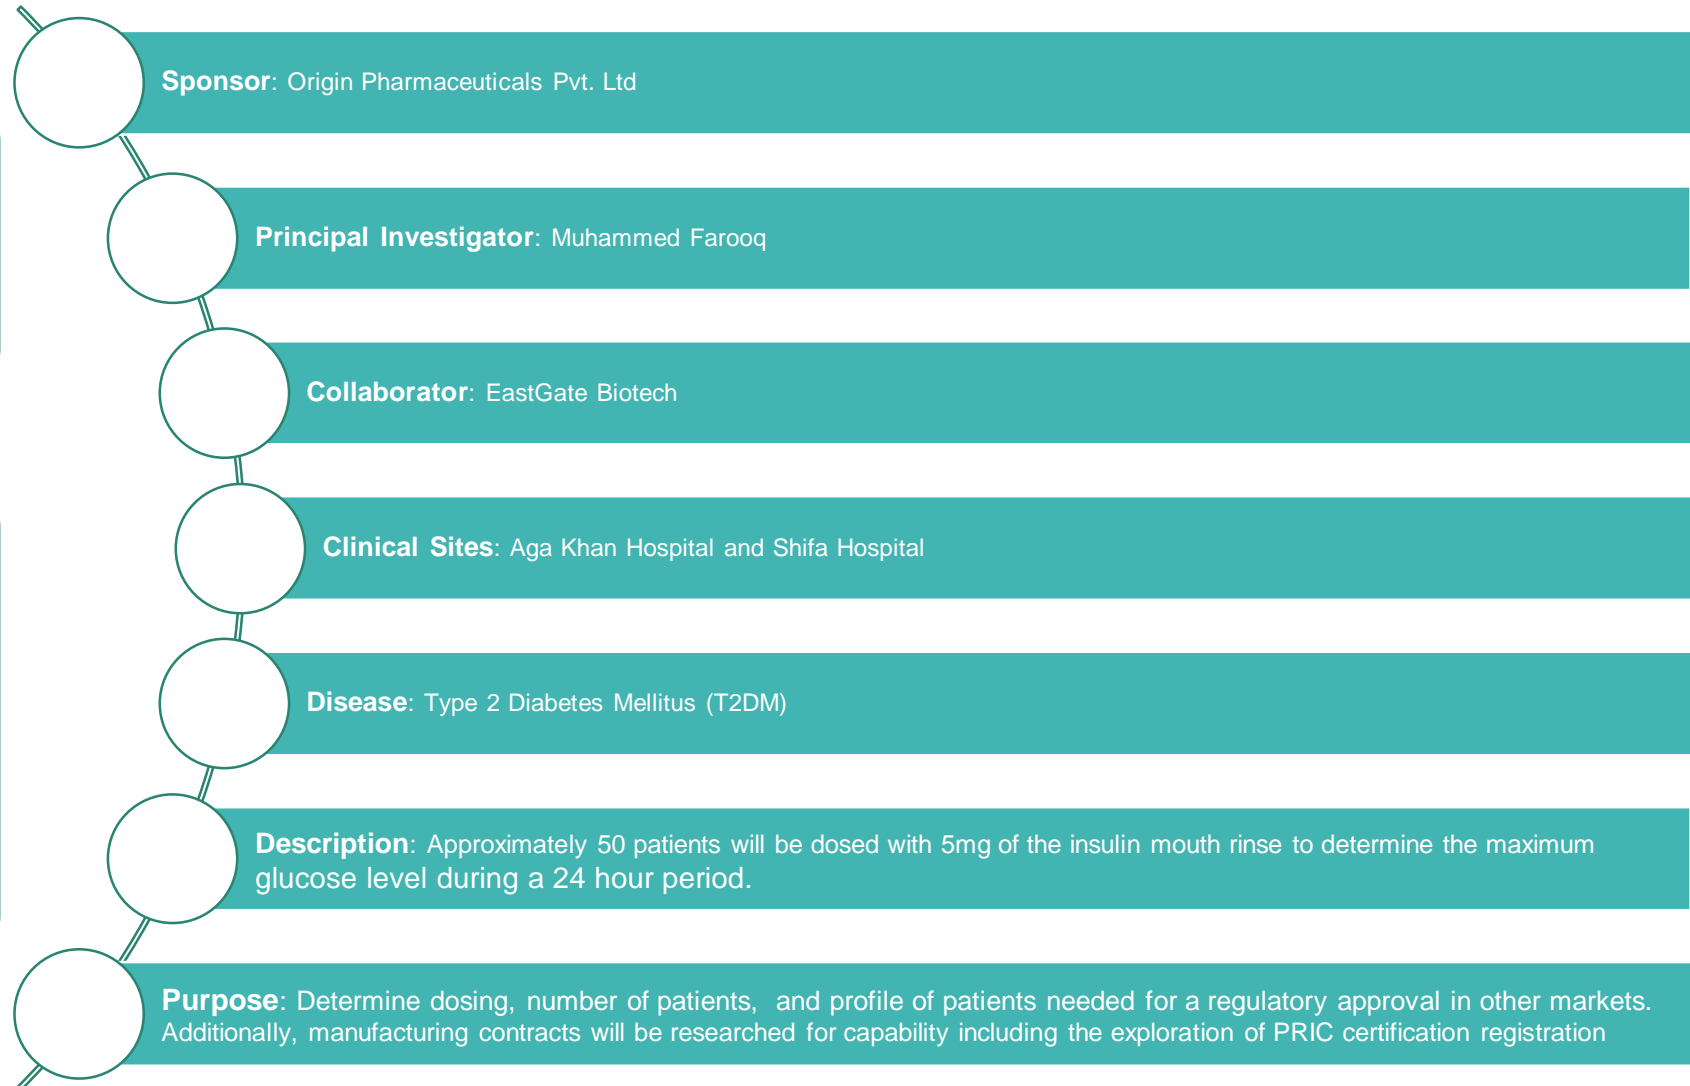 Sponsor: Origin Pharmaceuticals Pvt. Ltd
Principal Investigator: Muhammed Farooq
Collaborator: EastGate Biotech
Clinical Sites: Aga Khan Hospital and Shifa Hospital
Disease: Type 2 Diabetes Mellitus (T2DM)
Description: Approximately 50 patients will be dosed with 5mg of the insulin mouth rinse to determine the maximum
glucose level during a 24 hour period.
Purpose: Determine dosing, number of patients, and profile of patients needed for a regulatory approval in other markets.
Additionally, manufacturing contracts will be researched for capability including the exploration of PRIC certification registration